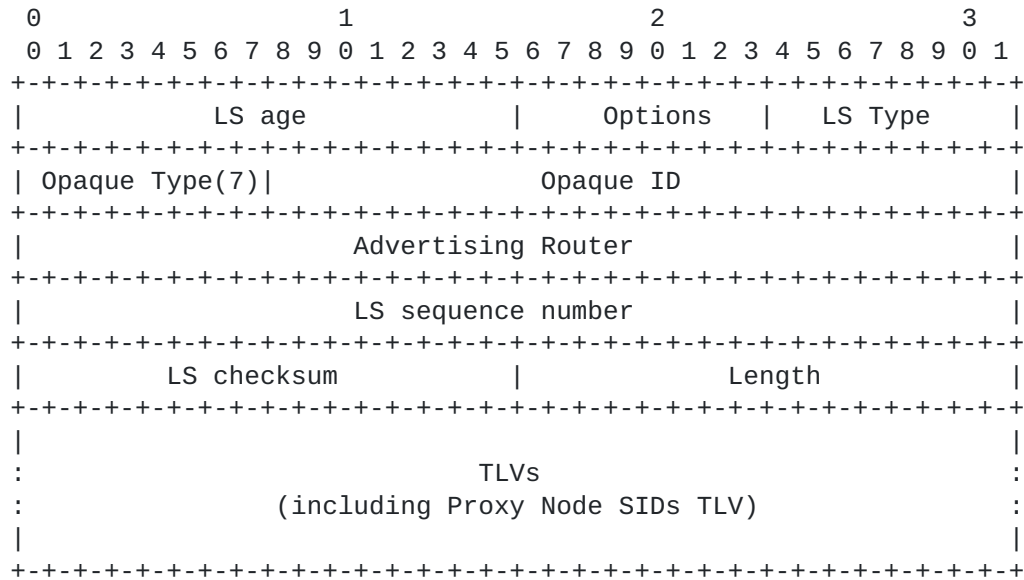 0                   1                   2                   3
 0 1 2 3 4 5 6 7 8 9 0 1 2 3 4 5 6 7 8 9 0 1 2 3 4 5 6 7 8 9 0 1
+-+-+-+-+-+-+-+-+-+-+-+-+-+-+-+-+-+-+-+-+-+-+-+-+-+-+-+-+-+-+-+-+
|            LS age             |     Options   |   LS Type     |
+-+-+-+-+-+-+-+-+-+-+-+-+-+-+-+-+-+-+-+-+-+-+-+-+-+-+-+-+-+-+-+-+
| Opaque Type(7)|                 Opaque ID                     |
+-+-+-+-+-+-+-+-+-+-+-+-+-+-+-+-+-+-+-+-+-+-+-+-+-+-+-+-+-+-+-+-+
|                     Advertising Router                        |
+-+-+-+-+-+-+-+-+-+-+-+-+-+-+-+-+-+-+-+-+-+-+-+-+-+-+-+-+-+-+-+-+
|                     LS sequence number                        |
+-+-+-+-+-+-+-+-+-+-+-+-+-+-+-+-+-+-+-+-+-+-+-+-+-+-+-+-+-+-+-+-+
|         LS checksum           |             Length            |
+-+-+-+-+-+-+-+-+-+-+-+-+-+-+-+-+-+-+-+-+-+-+-+-+-+-+-+-+-+-+-+-+
|                                                               |
:                             TLVs                              :
:                (including Proxy Node SIDs TLV)                :
|                                                               |
+-+-+-+-+-+-+-+-+-+-+-+-+-+-+-+-+-+-+-+-+-+-+-+-+-+-+-+-+-+-+-+-+